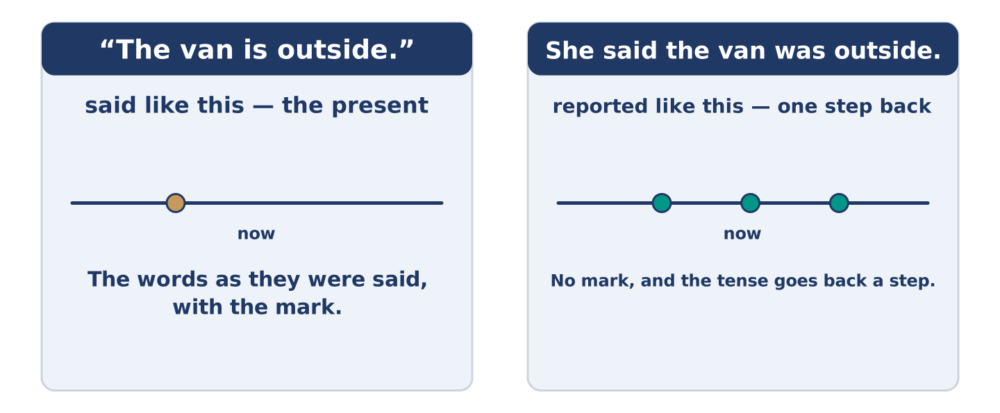 “The van is outside.”
said like this — the present
now
The words as they were said,
with the mark.
She said the van was outside.
reported like this — one step back
now
No mark, and the tense goes back a step.